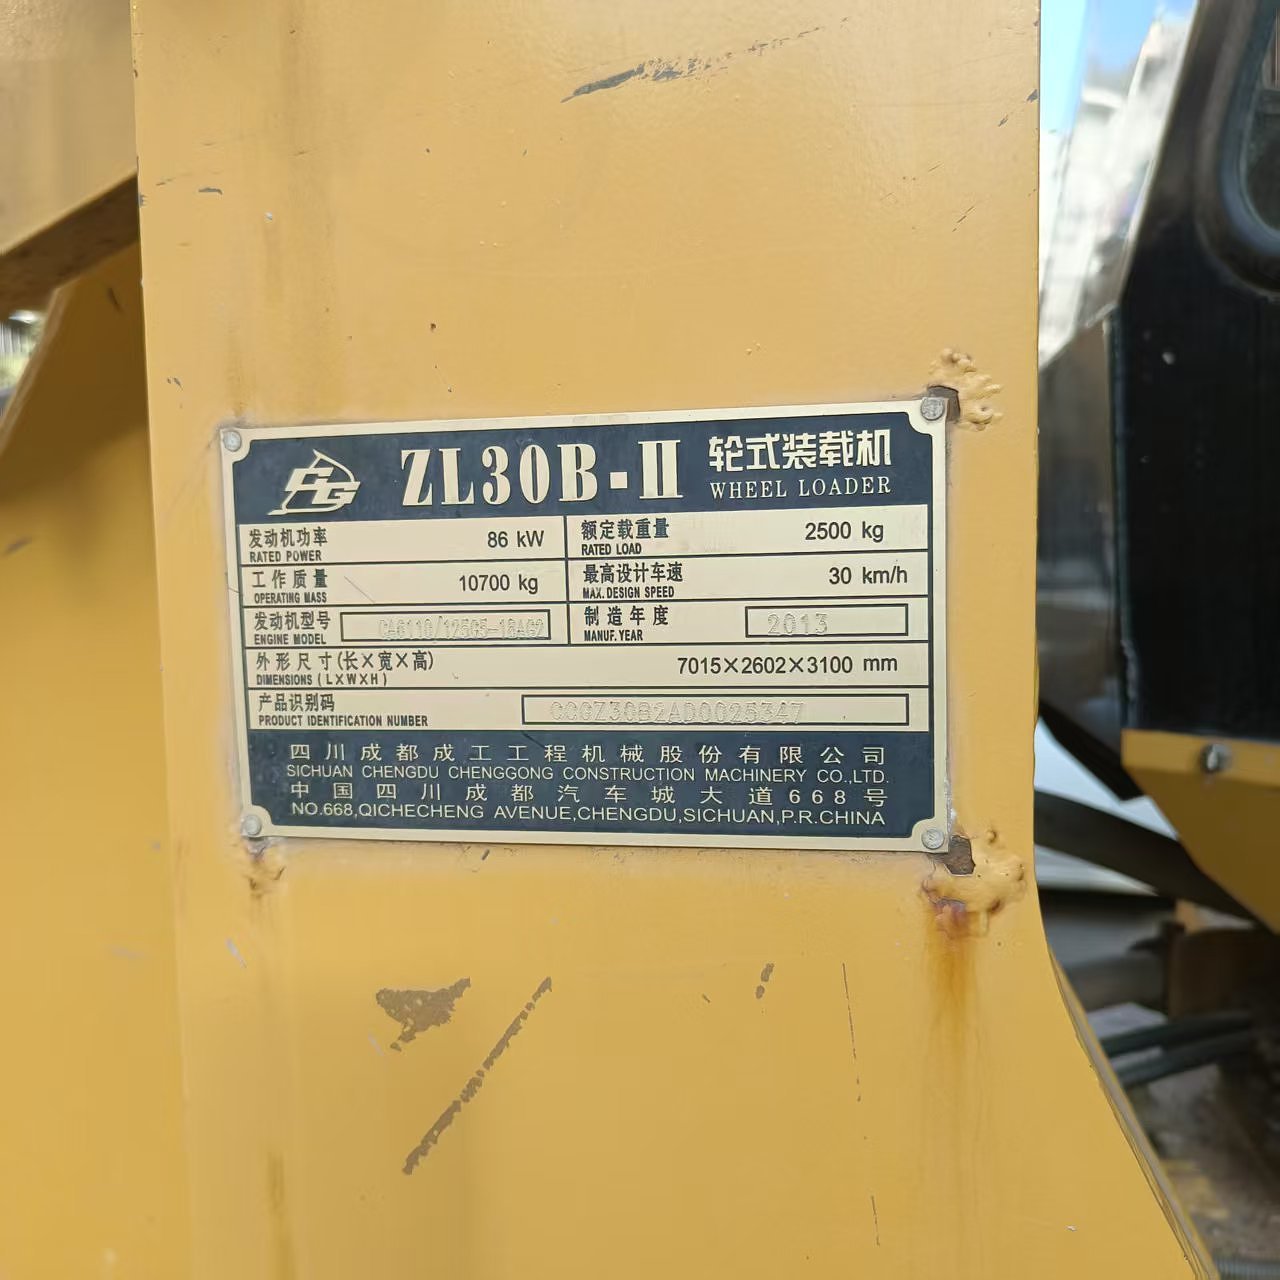 CG ZL30B-II 轮式装载机
WHEEL LOADER
发动机功率 86 kW 额定载重量 2500 kg
RATED POWER RATED LOAD
工作质量 10700 kg 最高设计车速 30 km/h
OPERATING MASS MAX.DESIGN SPEED
发动机型号 制造年度 2013
ENGINE MODEL MANUF.YEAR
外形尺寸(长×宽×高) 7015×2602×3100 mm
DIMENSIONS(L×W×H)
产品识别码
PRODUCT IDENTIFICATION NUMBER
四川成都成工工程机械股份有限公司
SICHUAN CHENGDU CHENGGONG CONSTRUCTION MACHINERY CO.,LTD.
中国四川成都汽车城大道668号
NO.668,QICHECHENG AVENUE,CHENGDU,SICHUAN,P.R.CHINA